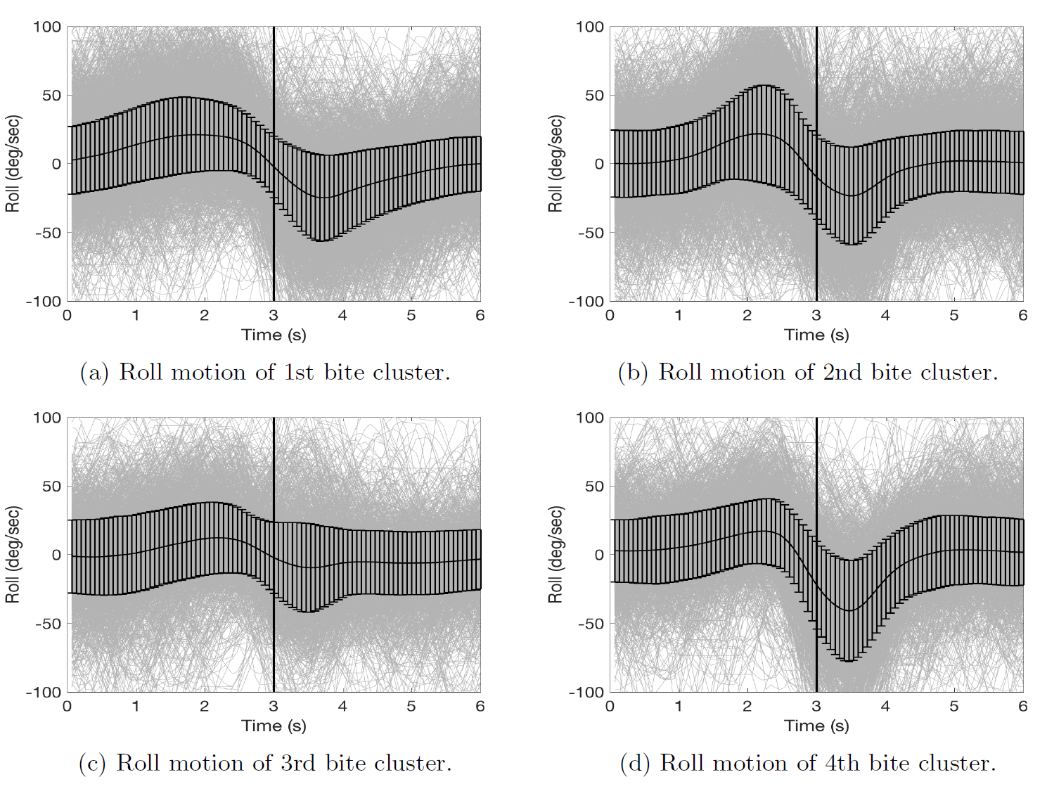 100
50
0
-50
-100
Roll (deg/sec)
0 1 2 3 4 5 6
Time (s)
(a) Roll motion of 1st bite cluster.
100
50
0
-50
-100
Roll (deg/sec)
0 1 2 3 4 5 6
Time (s)
(b) Roll motion of 2nd bite cluster.
100
50
0
-50
-100
Roll (deg/sec)
0 1 2 3 4 5 6
Time (s)
(c) Roll motion of 3rd bite cluster.
100
50
0
-50
-100
Roll (deg/sec)
0 1 2 3 4 5 6
Time (s)
(d) Roll motion of 4th bite cluster.